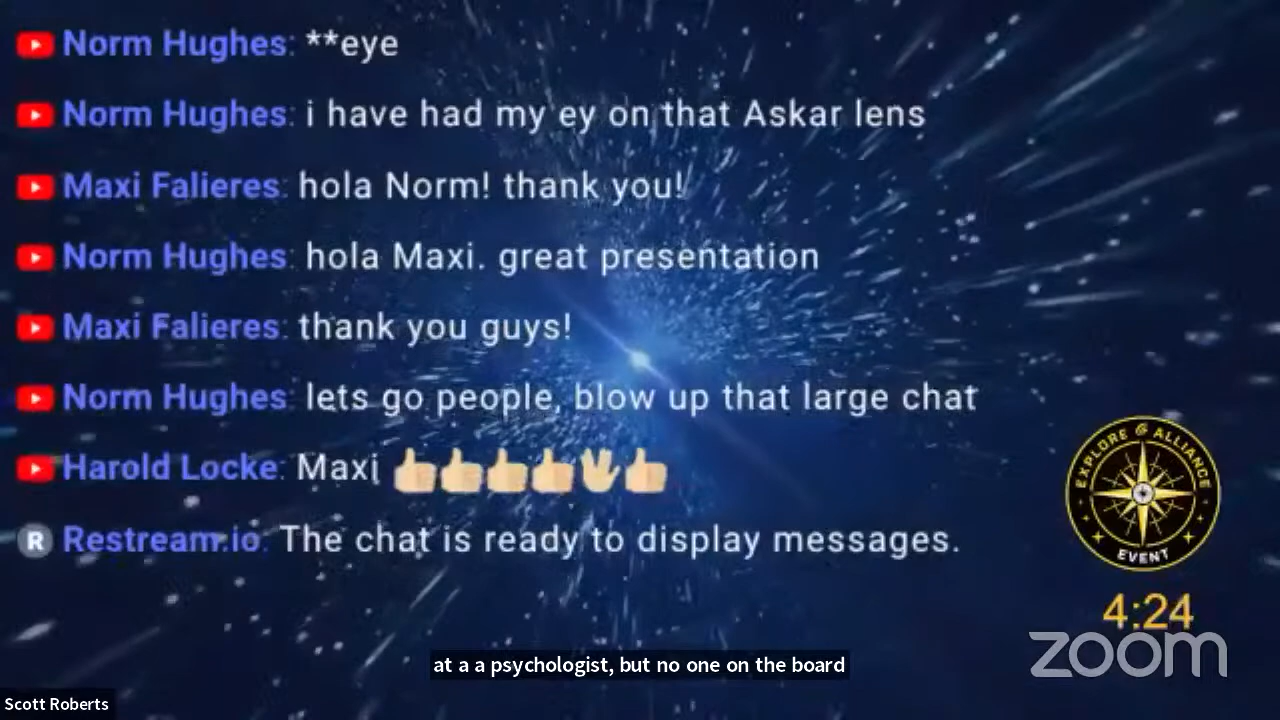 Norm Hughes: **eye
Norm Hughes: i have had my ey on that Askar lens
Maxi Falieres: hola Norm! thank you!
Norm Hughes: hola Maxi. great presentation
Maxi Falieres: thank you guys!
Norm Hughes: lets go people, blow up that large chat
Harold Locke: Maxi 👍👍👍👍🖖👍
R Restream.io: The chat is ready to display messages.
EXPLORE ALLIANCE
EVENT
4:24
zoom
at a a psychologist, but no one on the board
Scott Roberts